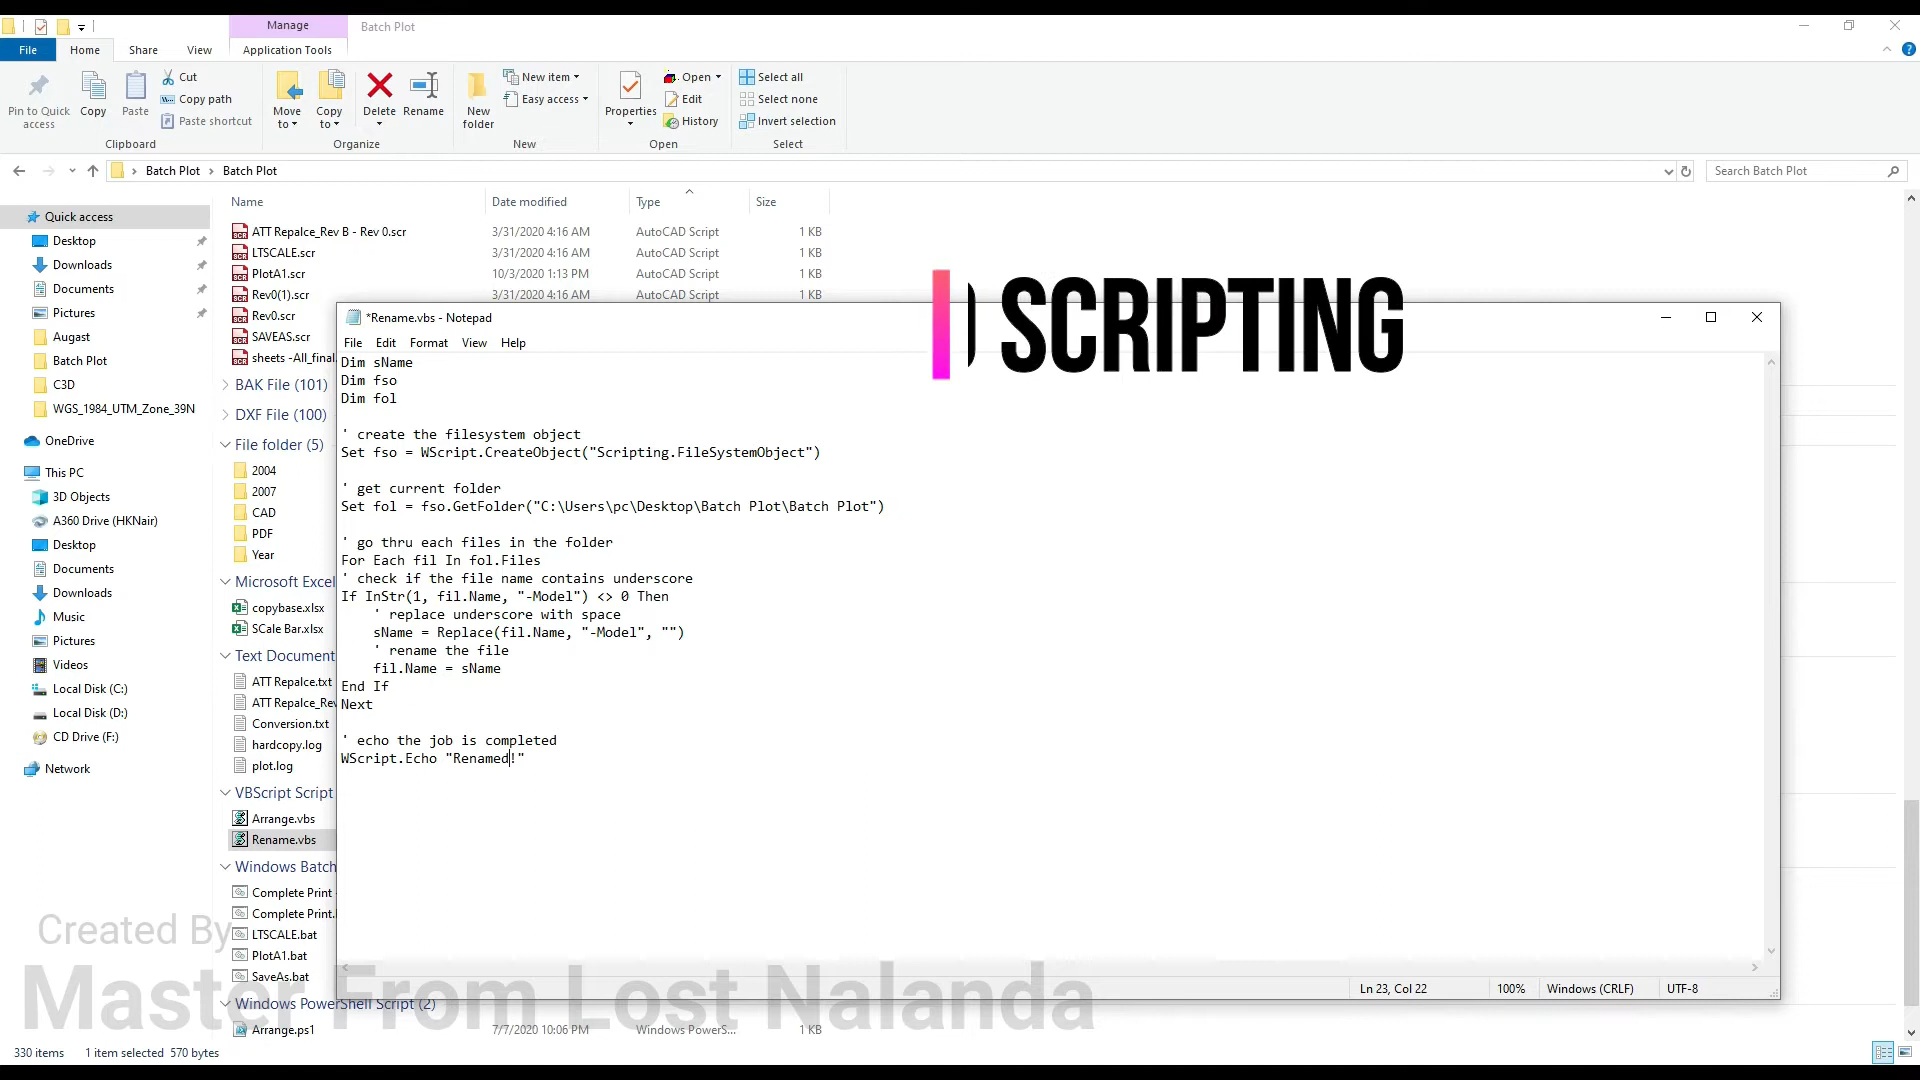 Manage
Batch Plot
File
Home
Share
View
Application Tools
Pin to Quick access
Copy
Paste
Cut
Copy path
Paste shortcut
Clipboard
Move to
Copy to
Delete
Rename
Organize
New folder
New item
Easy access
New
Properties
Open
Edit
History
Open
Select all
Select none
Invert selection
Select
Batch Plot > Batch Plot
Search Batch Plot
Quick access
Desktop
Downloads
Documents
Pictures
Augast
Batch Plot
C3D
WGS_1984_UTM_Zone_39N
OneDrive
This PC
3D Objects
A360 Drive (HKNair)
Desktop
Documents
Downloads
Music
Pictures
Videos
Local Disk (C:)
Local Disk (D:)
CD Drive (F:)
Network
Name Date modified Type Size
ATT Repalce_Rev B - Rev 0.scr 3/31/2020 4:16 AM AutoCAD Script 1 KB
LTSCALE.scr 3/31/2020 4:16 AM AutoCAD Script 1 KB
PlotA1.scr 10/3/2020 1:13 PM AutoCAD Script 1 KB
Rev0(1).scr 3/31/2020 4:16 AM AutoCAD Script 1 KB
Rev0.scr
SAVEAS.scr
sheets -All_final.
BAK File (101)
DXF File (100)
File folder (5)
2004
2007
CAD
PDF
Year
Microsoft Excel
copybase.xlsx
SCale Bar.xlsx
Text Document
ATT Repalce.txt
ATT Repalce_Rev
Conversion.txt
hardcopy.log
plot.log
VBScript Script
Arrange.vbs
Rename.vbs
Windows Batch
Complete Print
Complete Print.
LTSCALE.bat
PlotA1.bat
SaveAs.bat
Windows PowerShell Script (2)
Arrange.ps1 7/7/2020 10:06 PM Windows PowerS... 1 KB
330 items 1 item selected 570 bytes
SCRIPTING
*Rename.vbs - Notepad
File Edit Format View Help
Dim sName
Dim fso
Dim fol
' create the filesystem object
Set fso = WScript.CreateObject("Scripting.FileSystemObject")
' get current folder
Set fol = fso.GetFolder("C:\Users\pc\Desktop\Batch Plot\Batch Plot")
' go thru each files in the folder
For Each fil In fol.Files
' check if the file name contains underscore
If InStr(1, fil.Name, "-Model") <> 0 Then
' replace underscore with space
sName = Replace(fil.Name, "-Model", "")
' rename the file
fil.Name = sName
End If
Next
' echo the job is completed
WScript.Echo "Renamed!"
Ln 23, Col 22 100% Windows (CRLF) UTF-8
Created By
Master From Lost Nalanda